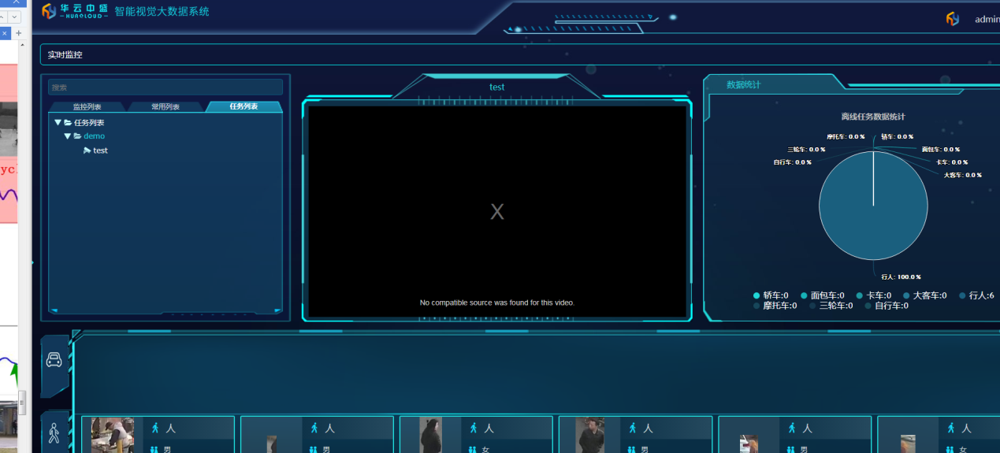 华云中盛
HUAQLOUD
智能视觉大数据系统
admin
实时监控
搜索
监控列表
常用列表
任务列表
任务列表
demo
test
test
No compatible source was found for this video.
数据统计
离线任务数据统计
摩托车: 0.0 %
轿车: 0.0 %
三轮车: 0.0 %
面包车: 0.0 %
自行车: 0.0 %
卡车: 0.0 %
大客车: 0.0 %
行人: 100.0 %
轿车:0 面包车:0 卡车:0 大客车:0 行人:6
摩托车:0 三轮车:0 自行车:0
人 人 人 人 人 人
男 男 女 男 男 女